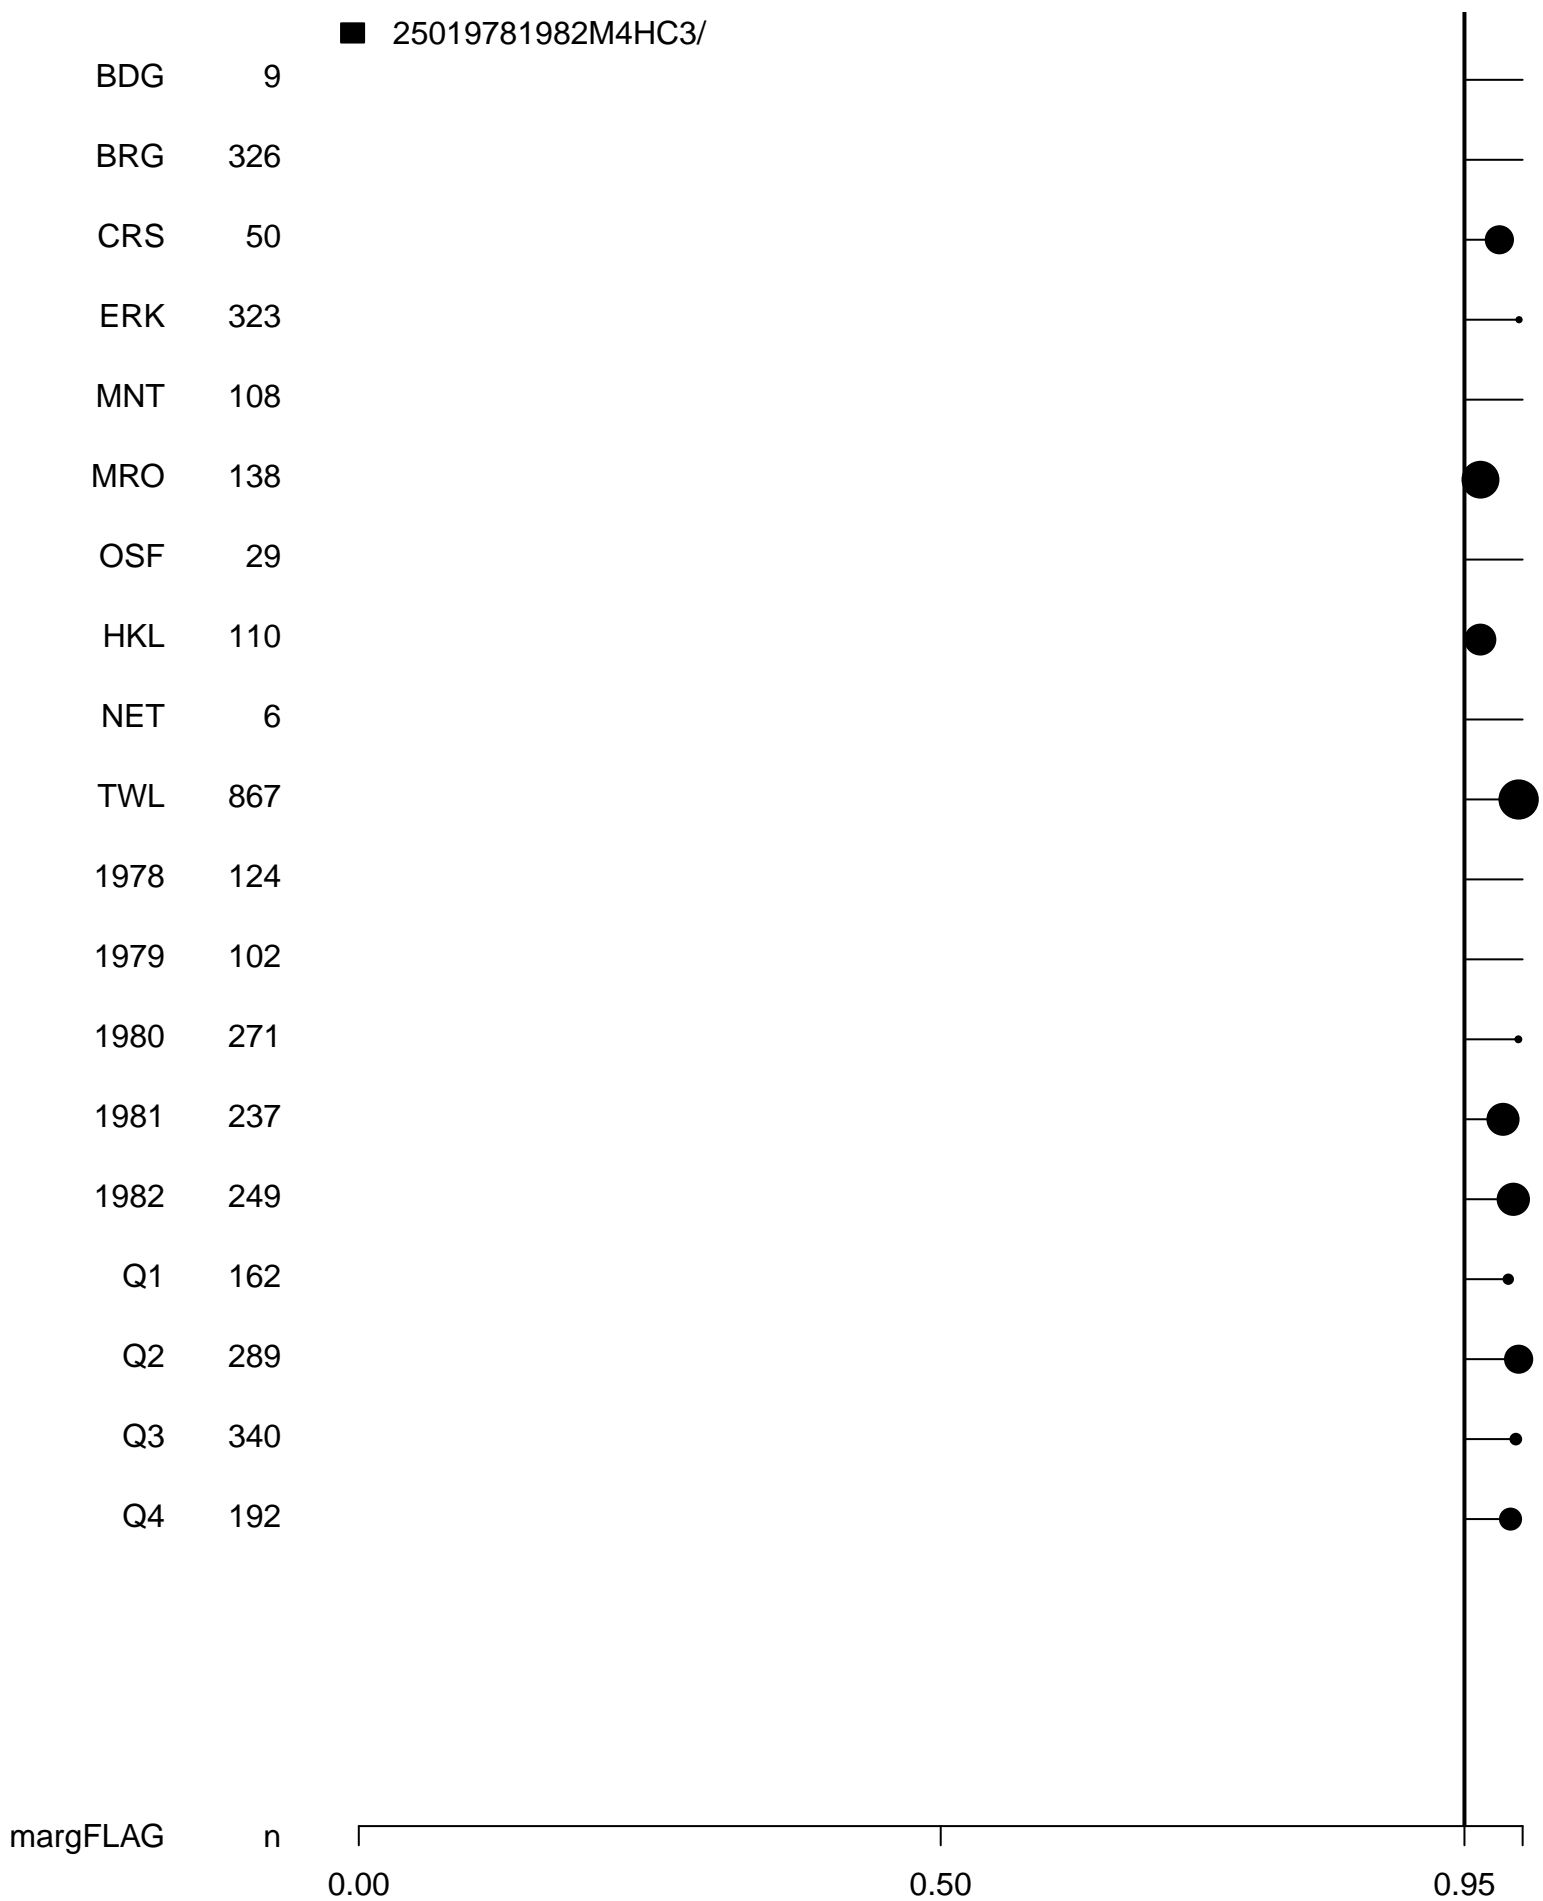 25019781982M4HC3/
BDG 9
BRG 326
CRS 50
ERK 323
MNT 108
MRO 138
OSF 29
HKL 110
NET 6
TWL 867
1978 124
1979 102
1980 271
1981 237
1982 249
Q1 162
Q2 289
Q3 340
Q4 192
margFLAG n
0.00 0.50 0.95